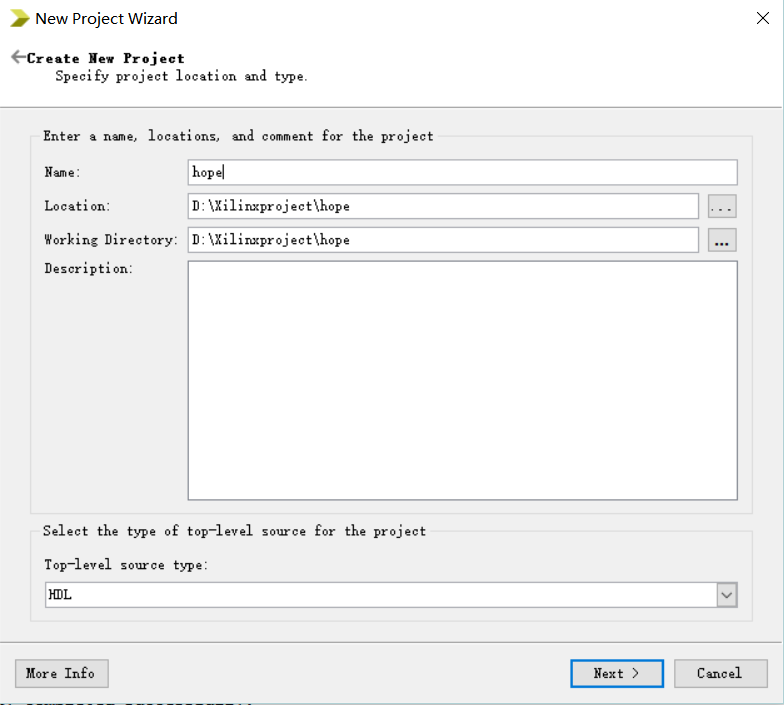 New Project Wizard
Create New Project
Specify project location and type.
Enter a name, locations, and comment for the project
Name:
hope
Location:
D:\Xilinxproject\hope
...
Working Directory:
D:\Xilinxproject\hope
...
Description:
Select the type of top-level source for the project
Top-level source type:
HDL
More Info
Next >
Cancel